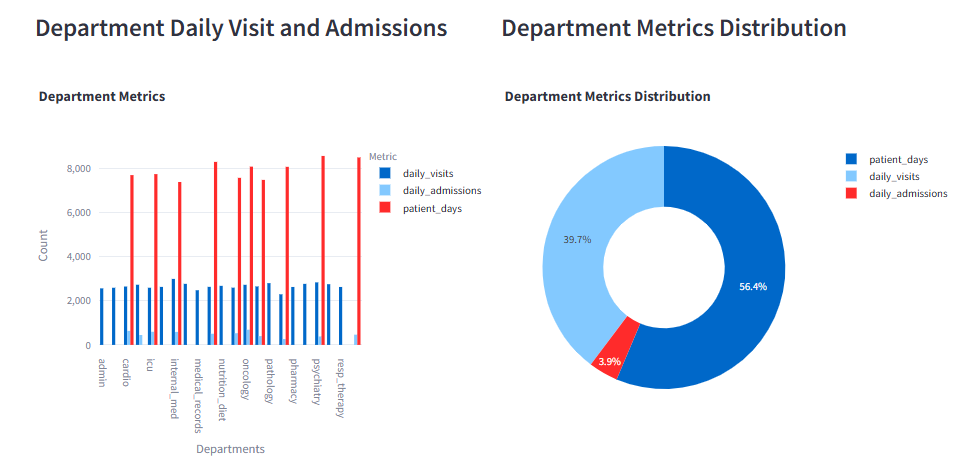 Department Daily Visit and Admissions
Department Metrics
Metric
daily_visits
daily_admissions
patient_days
Count
8,000
6,000
4,000
2,000
0
admin
cardio
icu
internal_med
medical_records
nutrition_diet
oncology
pathology
pharmacy
psychiatry
resp_therapy
Departments
Department Metrics Distribution
Department Metrics Distribution
patient_days
daily_visits
daily_admissions
39.7%
56.4%
3.9%